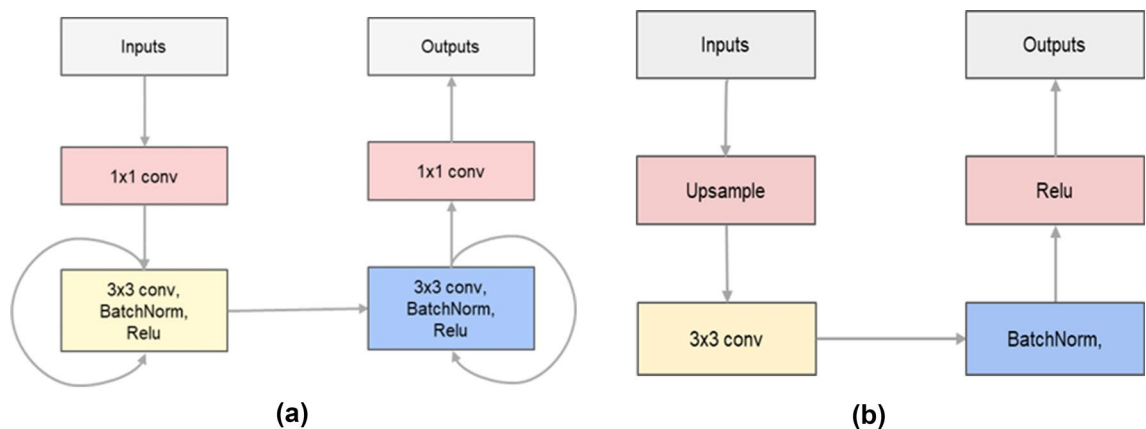 Inputs
Outputs
1x1 conv
1x1 conv
3x3 conv,
BatchNorm,
Relu
3x3 conv,
BatchNorm,
Relu
(a)
Inputs
Outputs
Upsample
Relu
3x3 conv
BatchNorm,
(b)